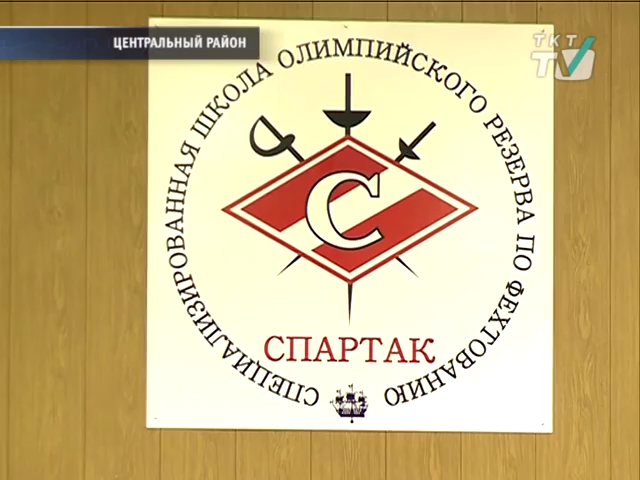 ЦЕНТРАЛЬНЫЙ РАЙОН
ТКТ
TV
СПЕЦИАЛИЗИРОВАННАЯ ШКОЛА ОЛИМПИЙСКОГО РЕЗЕРВА ПО ФЕХТОВАНИЮ
С
СПАРТАК